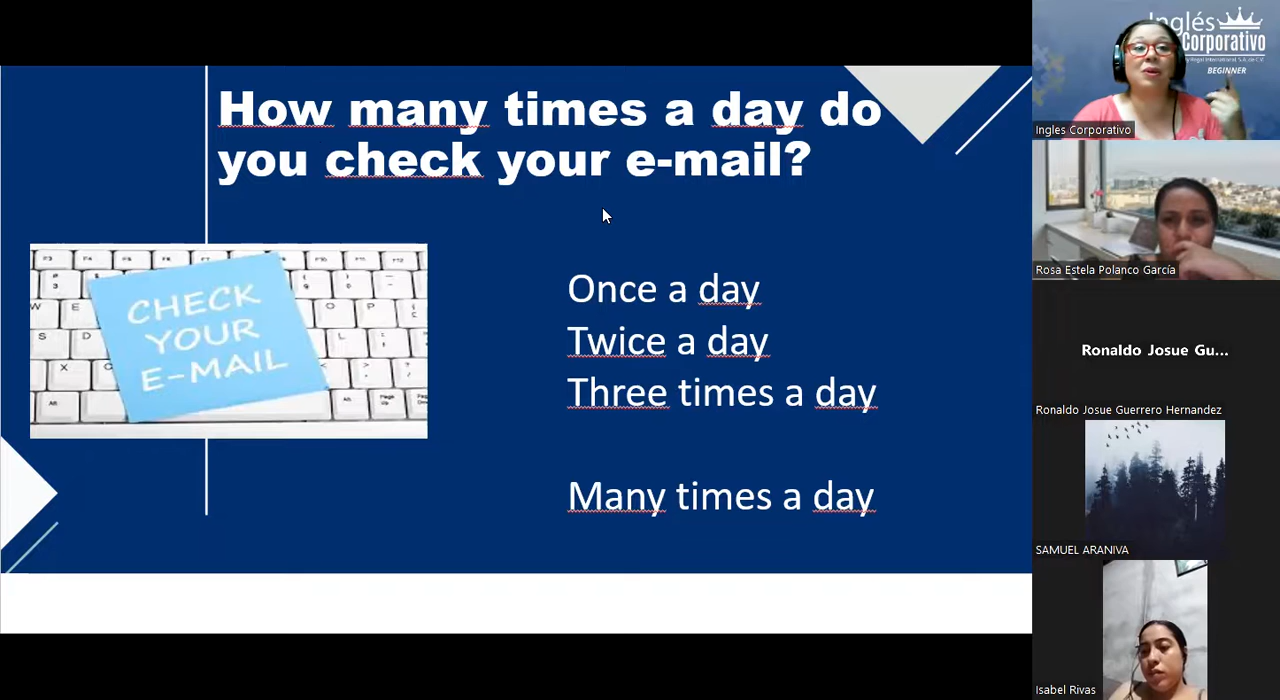 How many times a day do
you check your e-mail?
CHECK
YOUR
E-MAIL
Once a day
Twice a day
Three times a day
Many times a day
Inglés
Corporativo
BEGINNER
Ingles Corporativo
Rosa Estela Polanco García
Ronaldo Josue Gu...
Ronaldo Josue Guerrero Hernandez
SAMUEL ARANIVA
Isabel Rivas